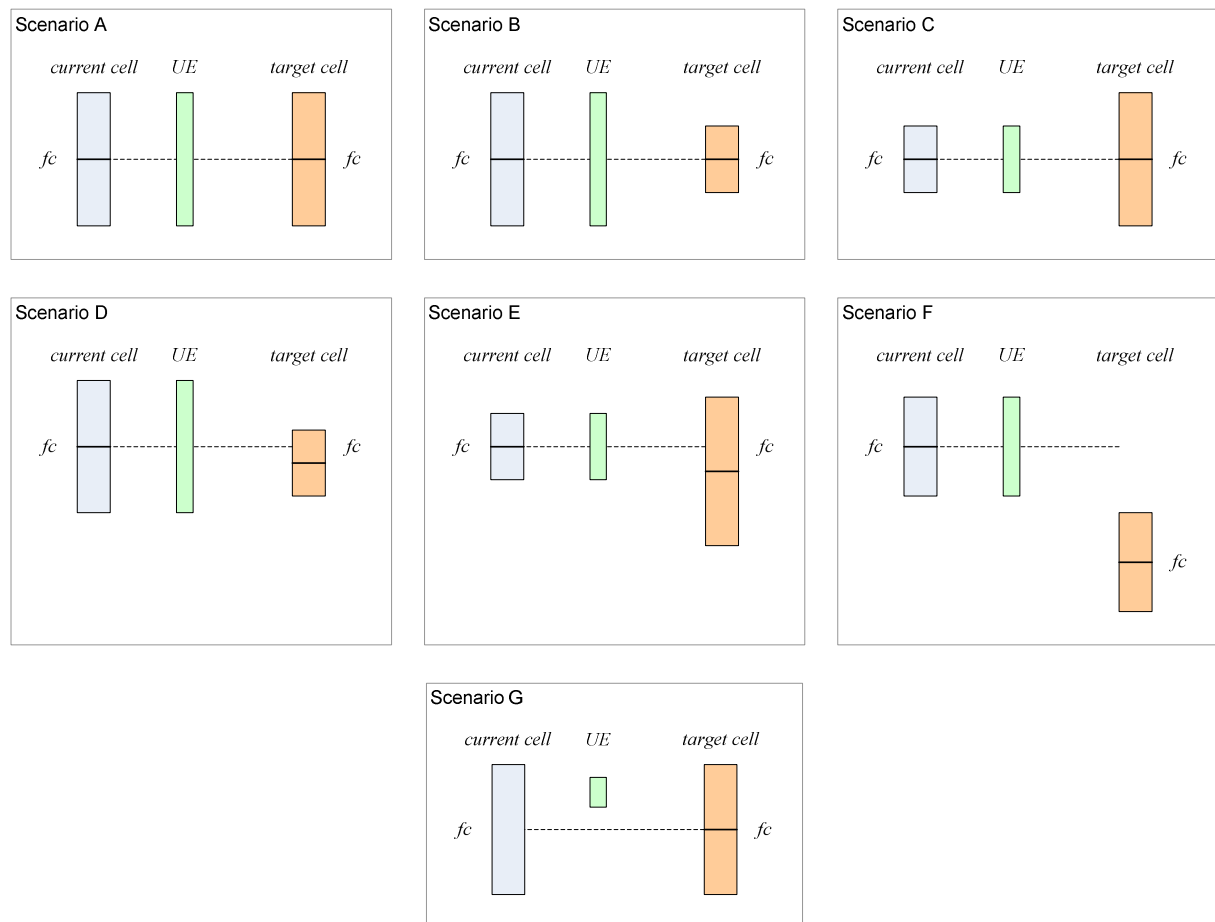 Scenario A
current cell UE target cell
fc fc
Scenario B
current cell UE target cell
fc fc
Scenario C
current cell UE target cell
fc fc
Scenario D
current cell UE target cell
fc fc
Scenario E
current cell UE target cell
fc fc
Scenario F
current cell UE target cell
fc
fc
Scenario G
current cell UE target cell
fc fc